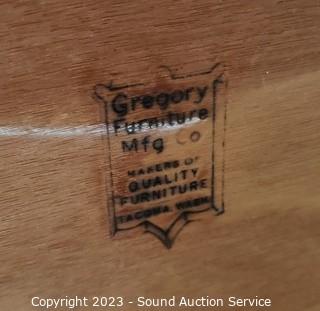 Gregory
Furniture
Mfg Co
MAKERS OF
QUALITY
FURNITURE
TACOMA WASH.
Copyright 2023 - Sound Auction Service